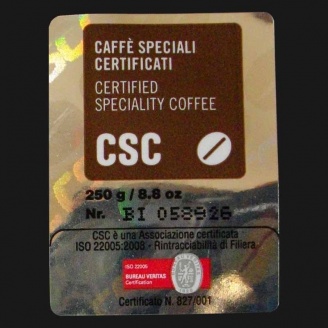 CAFFÈ SPECIALI
CERTIFICATI
CERTIFIED
SPECIALITY COFFEE
CSC
250 g / 8.8 oz
Nr. BI 058926
CSC è una Associazione certificata
ISO 22005:2008 - Rintracciabilità di Filiera
ISO 22005
BUREAU VERITAS
Certification
Certificato N. 827/001